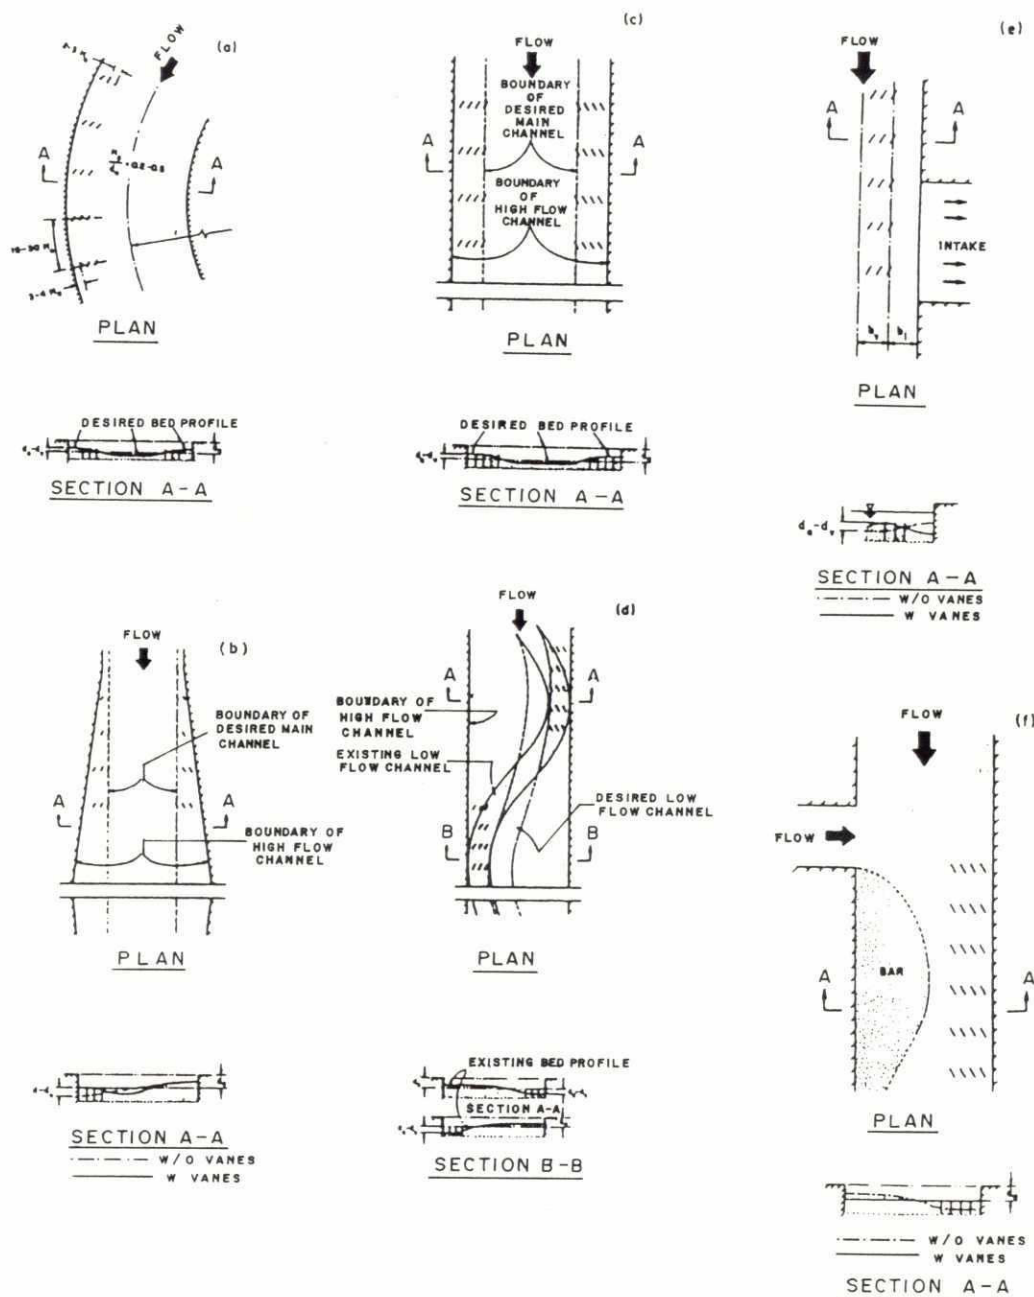 (a)
FLOW
A
A
PLAN
DESIRED BED PROFILE
SECTION A-A
(b)
FLOW
BOUNDARY OF
DESIRED MAIN
CHANNEL
A
A
BOUNDARY OF
HIGH FLOW
CHANNEL
PLAN
SECTION A-A
W/O VANES
W VANES
(c)
FLOW
BOUNDARY
OF
DESIRED
MAIN
CHANNEL
A
A
BOUNDARY
OF
HIGH FLOW
CHANNEL
PLAN
DESIRED BED PROFILE
SECTION A-A
(d)
FLOW
A
A
BOUNDARY OF
HIGH FLOW
CHANNEL
EXISTING LOW
FLOW CHANNEL
DESIRED LOW
FLOW CHANNEL
B
B
PLAN
EXISTING BED PROFILE
SECTION A-A
SECTION B-B
(e)
FLOW
A
A
INTAKE
PLAN
SECTION A-A
W/O VANES
W VANES
(f)
FLOW
FLOW
BAR
A
A
PLAN
W/O VANES
W VANES
SECTION A-A